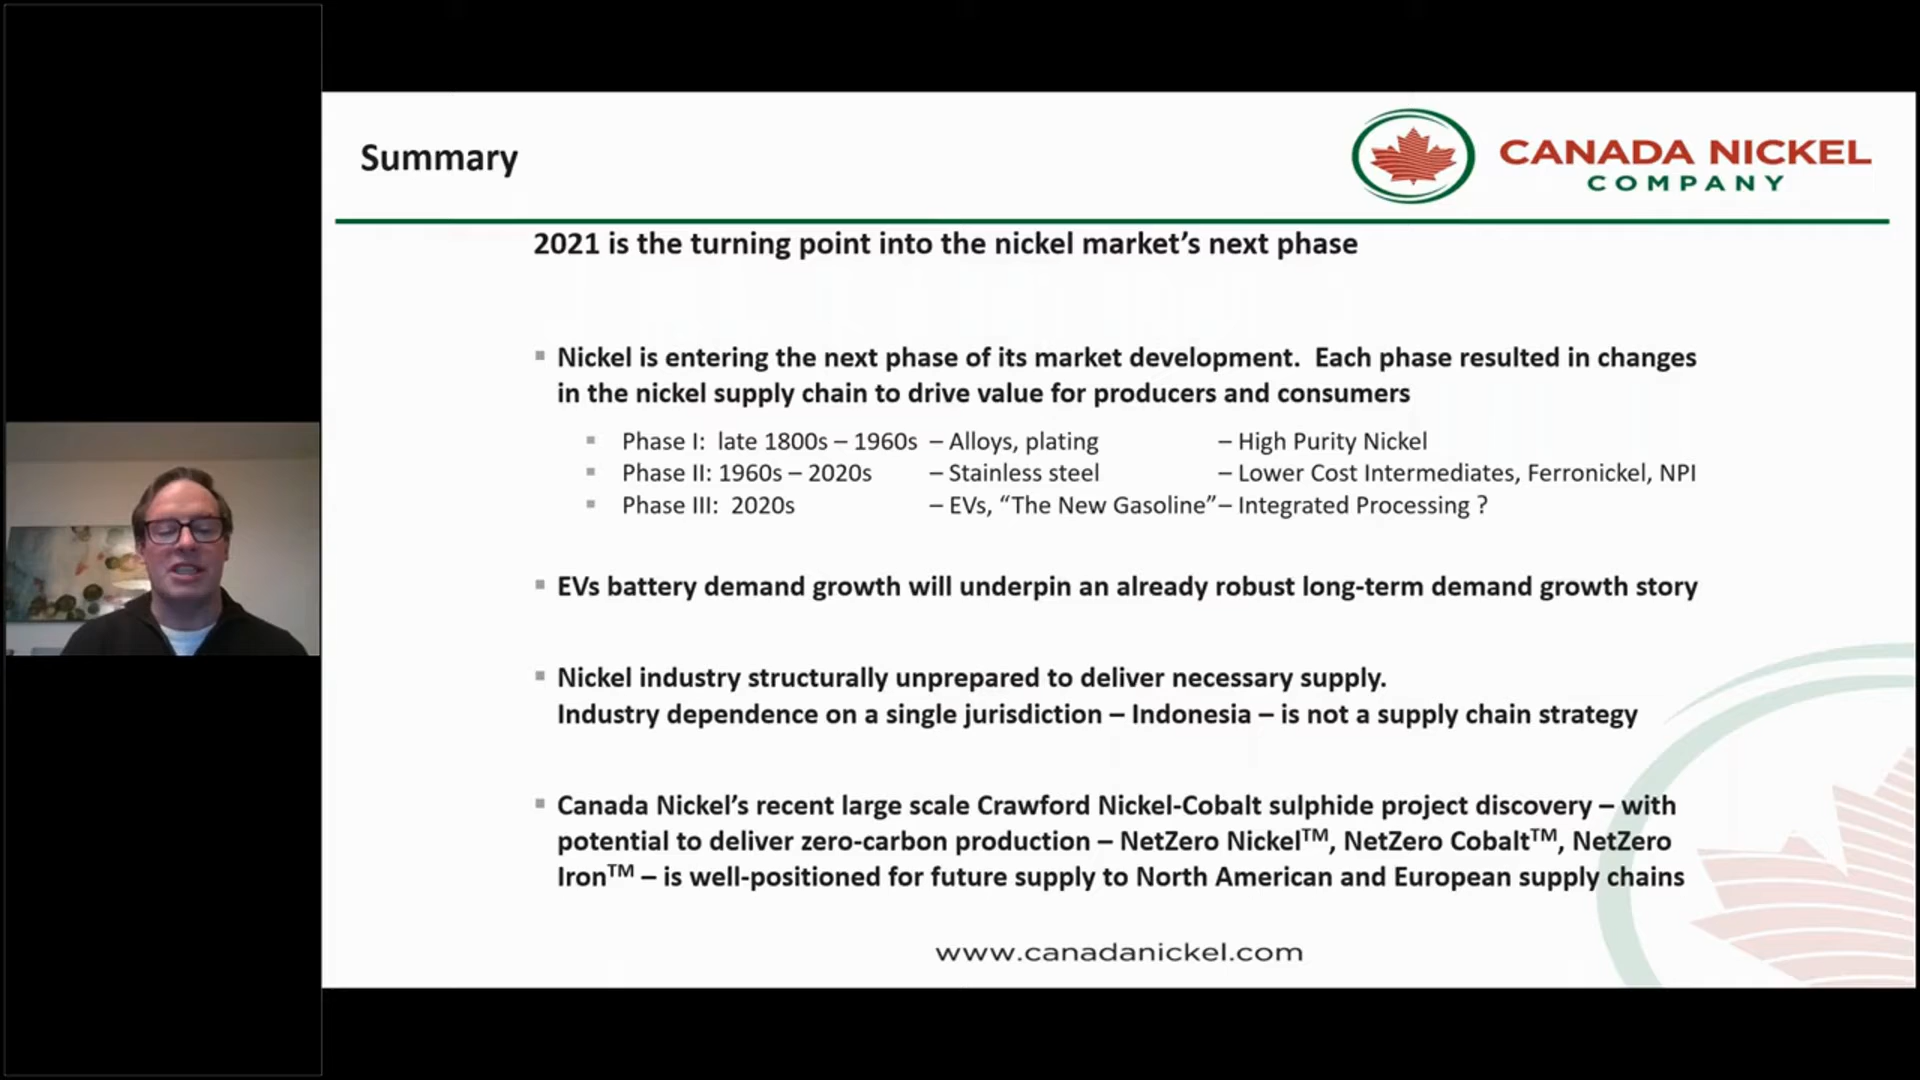 Summary
CANADA NICKEL
COMPANY
2021 is the turning point into the nickel market’s next phase
Nickel is entering the next phase of its market development.  Each phase resulted in changes
in the nickel supply chain to drive value for producers and consumers
Phase I:  late 1800s – 1960s – Alloys, plating – High Purity Nickel
Phase II: 1960s – 2020s – Stainless steel – Lower Cost Intermediates, Ferronickel, NPI
Phase III:  2020s – EVs, “The New Gasoline” – Integrated Processing ?
EVs battery demand growth will underpin an already robust long-term demand growth story
Nickel industry structurally unprepared to deliver necessary supply.
Industry dependence on a single jurisdiction – Indonesia – is not a supply chain strategy
Canada Nickel’s recent large scale Crawford Nickel-Cobalt sulphide project discovery – with
potential to deliver zero-carbon production – NetZero Nickel™, NetZero Cobalt™, NetZero
Iron™ – is well-positioned for future supply to North American and European supply chains
www.canadanickel.com